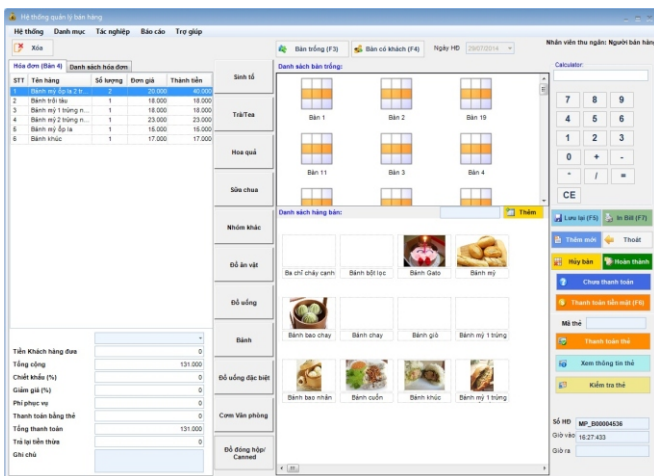 Hệ thống quản lý bán hàng
Hệ thống Danh mục Tác nghiệp Báo cáo Trợ giúp
Xóa
Bàn trống (F3) Bàn có khách (F4) Ngày HĐ 29/07/2014
Nhân viên thu ngân: Người bán hàng
Hóa đơn (Bàn 4) Danh sách hóa đơn
STT Tên hàng Số lượng Đơn giá Thành tiền
1 Bánh mỳ ốp la 2 tr... 2 20.000 40.000
2 Bánh trôi tàu 1 18.000 18.000
3 Bánh mỳ 1 trứng n... 1 18.000 18.000
4 Bánh mỳ 2 trứng n... 1 23.000 23.000
5 Bánh mỳ ốp la 1 15.000 15.000
6 Bánh khúc 1 17.000 17.000
Tiền Khách hàng đưa 0
Tổng cộng 131.000
Chiết khấu (%) 0
Giảm giá (%) 0
Phí phục vụ 0
Thanh toán bằng thẻ 0
Tổng thanh toán 131.000
Trả lại tiền thừa 0
Ghi chú
Sinh tố
Trà/Tea
Hoa quả
Sữa chua
Nhóm khác
Đồ ăn vặt
Đồ uống
Bánh
Đồ uống đặc biệt
Cơm Văn phòng
Đồ đóng hộp/
Canned
Danh sách bàn trống:
Bàn 1 Bàn 2 Bàn 19
Bàn 11 Bàn 3 Bàn 4
Danh sách hàng bán:
Thêm
Ba chỉ cháy cạnh Bánh bột lọc Bánh Gato Bánh mỳ
Bánh bao chay Bánh chay Bánh giò Bánh mỳ 1 trứng
Bánh bao nhân Bánh cuốn Bánh khúc Bánh mỳ 1 trứng
Calculator:
7 8 9
4 5 6
1 2 3
0 + -
* / =
CE
Lưu lại (F5) In Bill (F7)
Thêm mới Thoát
Hủy bàn Hoàn thành
Chưa thanh toán
Thanh toán tiền mặt (F6)
Mã thẻ
Thanh toán thẻ
Xem thông tin thẻ
Kiểm tra thẻ
Số HĐ MP_B00004536
Giờ vào 16:27:433
Giờ ra